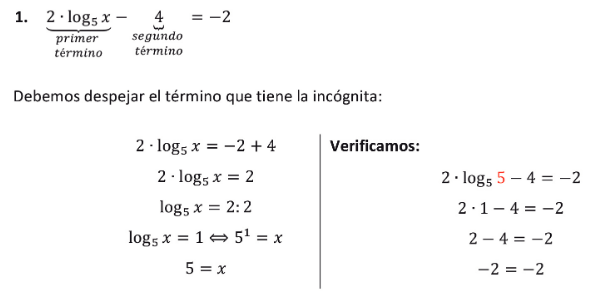 1. 2 · log₅ x − 4 = −2
primer término segundo término
Debemos despejar el término que tiene la incógnita:
2 · log₅ x = −2 + 4
2 · log₅ x = 2
log₅ x = 2: 2
log₅ x = 1 ⟺ 5¹ = x
5 = x
Verificamos:
2 · log₅ 5 − 4 = −2
2 · 1 − 4 = −2
2 − 4 = −2
−2 = −2